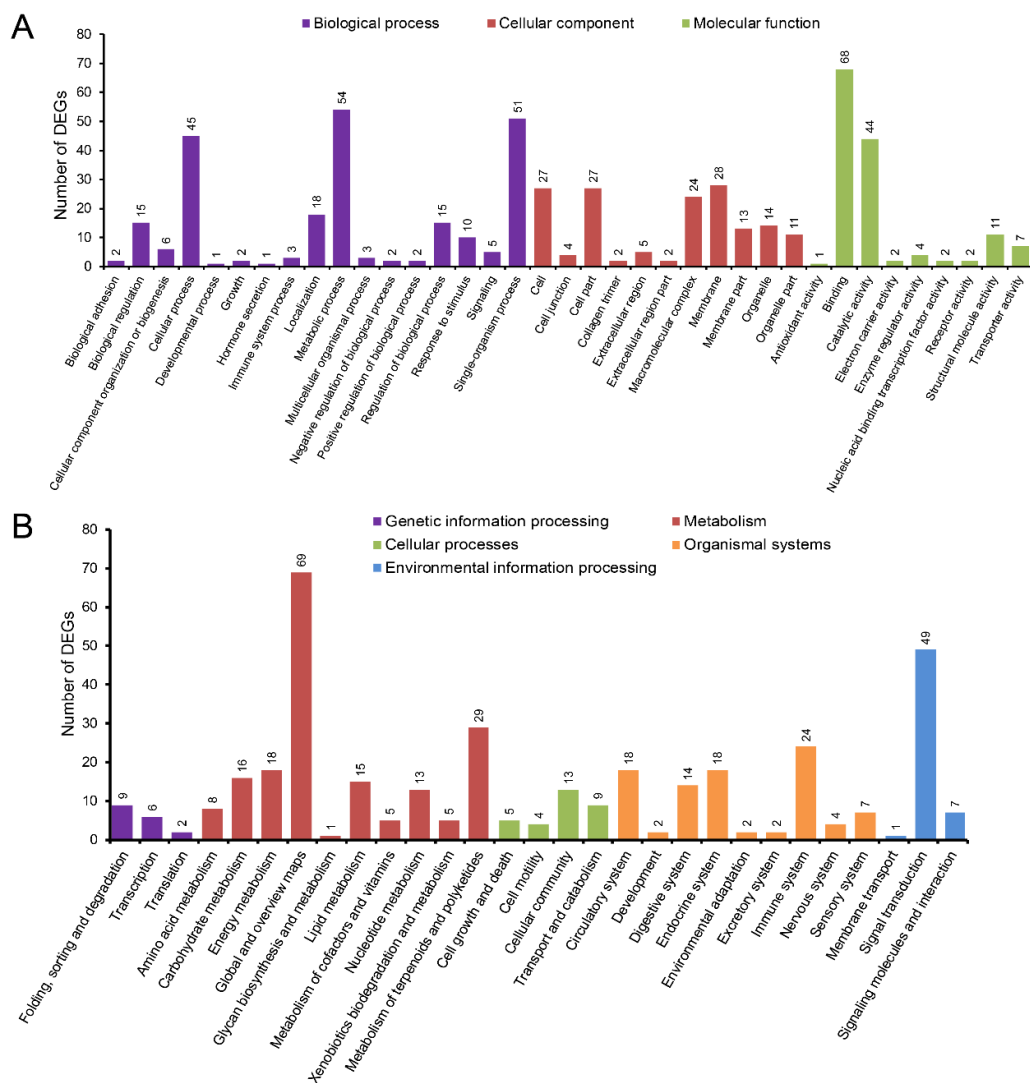 A
Biological process
Cellular component
Molecular function
Number of DEGs
80
70
60
50
40
30
20
10
0
2
15
6
45
1
2
1
3
18
54
3
2
2
15
10
5
51
27
4
27
2
5
2
24
28
13
14
11
1
68
44
2
4
2
2
11
7
Biological adhesion
Biological regulation
Cellular component organization or biogenesis
Cellular process
Developmental process
Growth
Hormone secretion
Immune system process
Localization
Metabolic process
Multicellular organismal process
Negative regulation of biological process
Positive regulation of biological process
Regulation of biological process
Response to stimulus
Signaling
Single-organism process
Cell
Cell junction
Cell part
Collagen trimer
Extracellular region
Extracellular region part
Macromolecular complex
Membrane
Membrane part
Organelle
Organelle part
Antioxidant activity
Binding
Catalytic activity
Electron carrier activity
Enzyme regulator activity
Nucleic acid binding transcription factor activity
Receptor activity
Structural molecule activity
Transporter activity
B
Genetic information processing
Metabolism
Cellular processes
Organismal systems
Environmental information processing
Number of DEGs
80
70
60
50
40
30
20
10
0
9
6
2
8
16
18
69
1
15
5
13
5
29
5
4
13
9
18
2
14
18
2
2
24
4
7
1
49
7
Folding, sorting and degradation
Transcription
Translation
Amino acid metabolism
Carbohydrate metabolism
Energy metabolism
Global and overview maps
Glycan biosynthesis and metabolism
Lipid metabolism
Metabolism of cofactors and vitamins
Nucleotide metabolism
Xenobiotics biodegradation and metabolism
Metabolism of terpenoids and polyketides
Cell growth and death
Cell motility
Cellular community
Transport and catabolism
Circulatory system
Development
Digestive system
Endocrine system
Environmental adaptation
Excretory system
Immune system
Nervous system
Sensory system
Membrane transport
Signal transduction
Signaling molecules and interaction